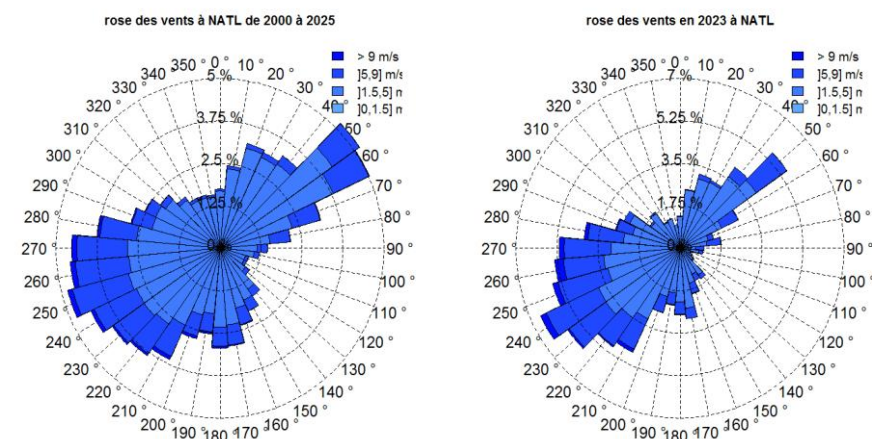 rose des vents à NATL de 2000 à 2025
350 ° 0 ° 10 °
340 ° 20 °
330 ° 30 °
320 ° 40 °
310 ° 50 °
300 ° 60 °
290 ° 70 °
280 ° 80 °
270 ° 90 °
260 ° 100 °
250 ° 110 °
240 ° 120 °
230 ° 130 °
220 ° 140 °
210 ° 150 °
200 ° 160 °
190 ° 180 ° 170 °
5 %
3.75 %
2.5 %
1.25 %
> 9 m/s
]5,9] m/s
]1.5,5] m
]0,1.5] m
rose des vents en 2023 à NATL
350 ° 0 ° 10 °
340 ° 20 °
330 ° 30 °
320 ° 40 °
310 ° 50 °
300 ° 60 °
290 ° 70 °
280 ° 80 °
270 ° 90 °
260 ° 100 °
250 ° 110 °
240 ° 120 °
230 ° 130 °
220 ° 140 °
210 ° 150 °
200 ° 160 °
190 ° 180 ° 170 °
7 %
5.25 %
3.5 %
1.75 %
> 9 m/s
]5,9] m/s
]1.5,5] m
]0,1.5] m